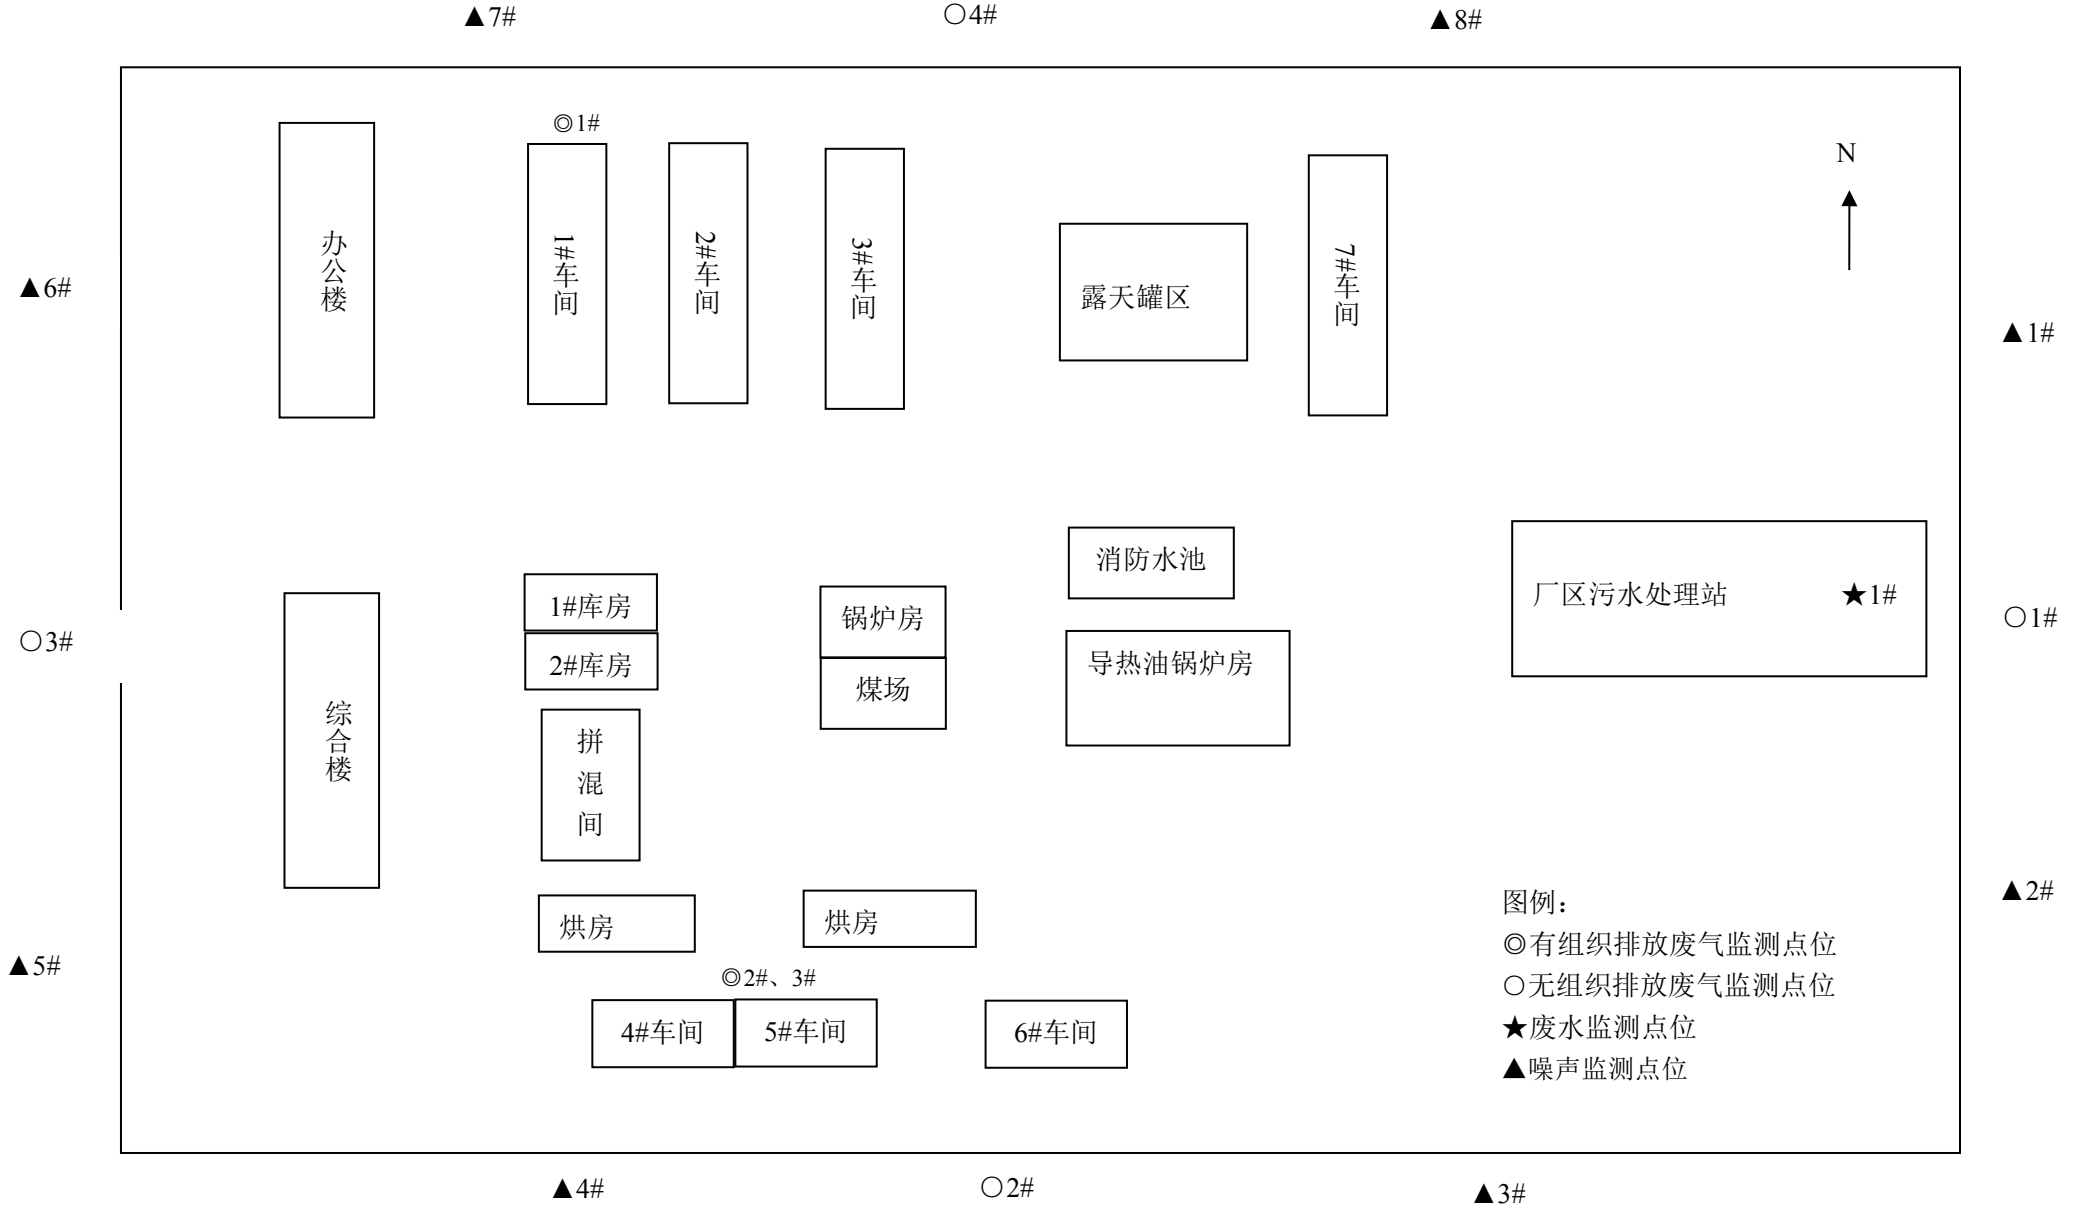 ▲7#
○4#
▲8#
◎1#
N
办公楼
1#车间
2#车间
3#车间
露天罐区
7#车间
▲6#
▲1#
消防水池
厂区污水处理站
★1#
1#库房
锅炉房
○1#
○3#
2#库房
煤场
导热油锅炉房
综合楼
拼
混
间
烘房
烘房
▲2#
▲5#
◎2#、3#
4#车间
5#车间
6#车间
图例：
◎有组织排放废气监测点位
○无组织排放废气监测点位
★废水监测点位
▲噪声监测点位
▲4#
○2#
▲3#